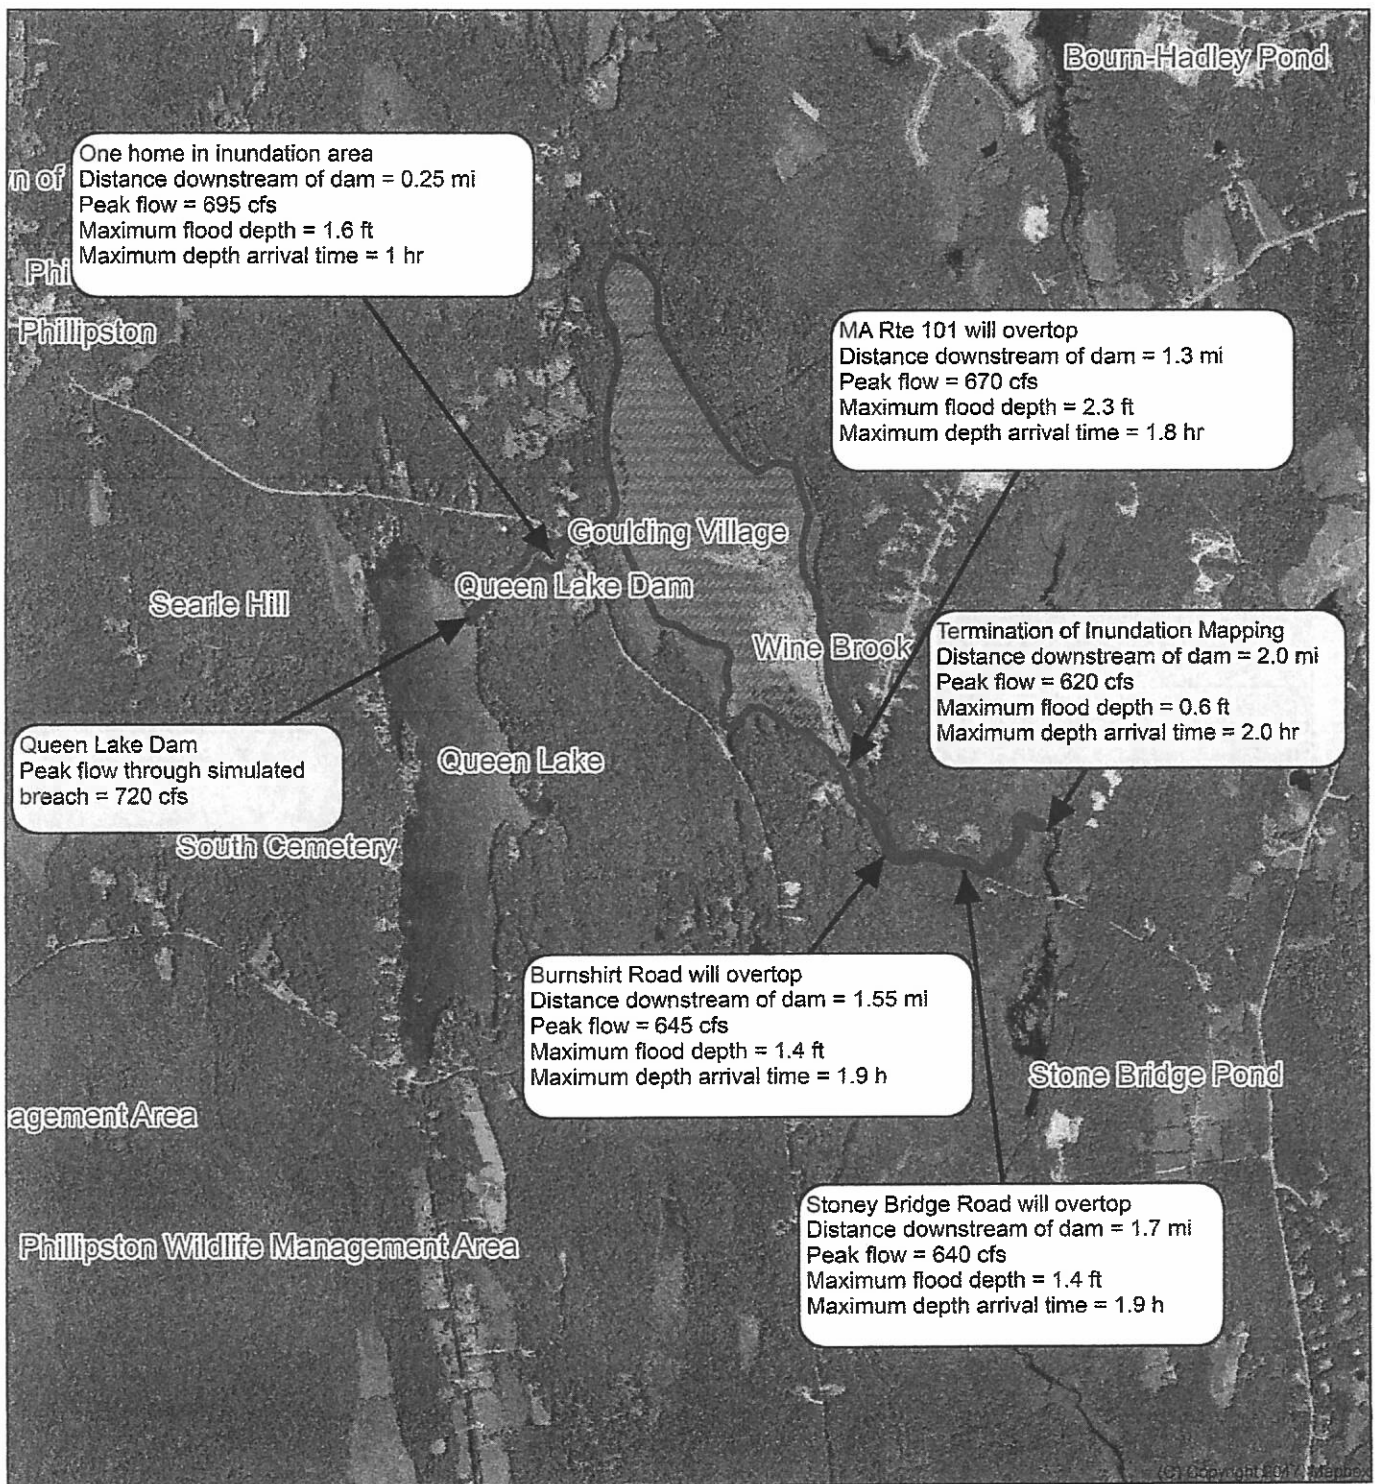 Bourn-Hadley Pond
One home in inundation area
Distance downstream of dam = 0.25 mi
Peak flow = 695 cfs
Maximum flood depth = 1.6 ft
Maximum depth arrival time = 1 hr
n of
Phi
Phillipston
MA Rte 101 will overtop
Distance downstream of dam = 1.3 mi
Peak flow = 670 cfs
Maximum flood depth = 2.3 ft
Maximum depth arrival time = 1.8 hr
Goulding Village
Queen Lake Dam
Searle Hill
Wine Brook
Termination of Inundation Mapping
Distance downstream of dam = 2.0 mi
Peak flow = 620 cfs
Maximum flood depth = 0.6 ft
Maximum depth arrival time = 2.0 hr
Queen Lake Dam
Peak flow through simulated
breach = 720 cfs
Queen Lake
South Cemetery
Burnshirt Road will overtop
Distance downstream of dam = 1.55 mi
Peak flow = 645 cfs
Maximum flood depth = 1.4 ft
Maximum depth arrival time = 1.9 h
Stone Bridge Pond
agement Area
Stoney Bridge Road will overtop
Distance downstream of dam = 1.7 mi
Peak flow = 640 cfs
Maximum flood depth = 1.4 ft
Maximum depth arrival time = 1.9 h
Phillipston Wildlife Management Area
(C) Copyright 2017, Mapbox